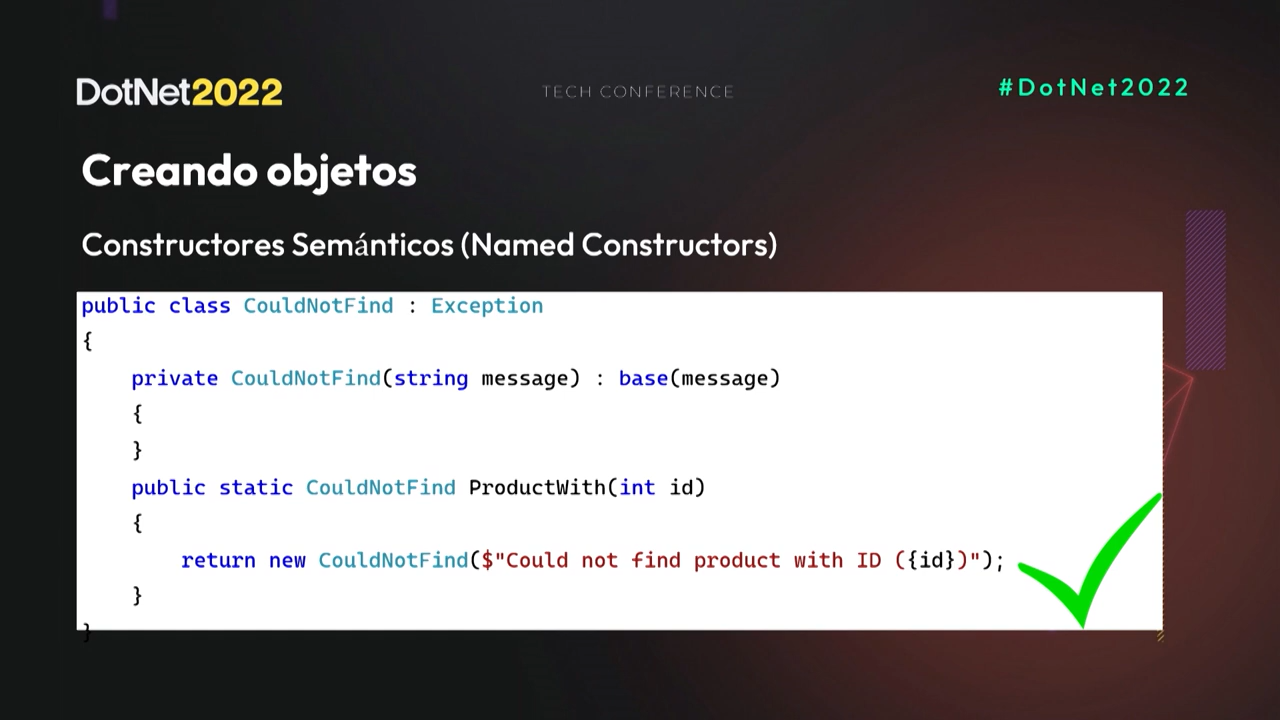 DotNet2022
TECH CONFERENCE
#DotNet2022
Creando objetos
Constructores Semánticos (Named Constructors)
public class CouldNotFind : Exception
{
    private CouldNotFind(string message) : base(message)
    {
    }
    public static CouldNotFind ProductWith(int id)
    {
        return new CouldNotFind($"Could not find product with ID ({id})");
    }
}